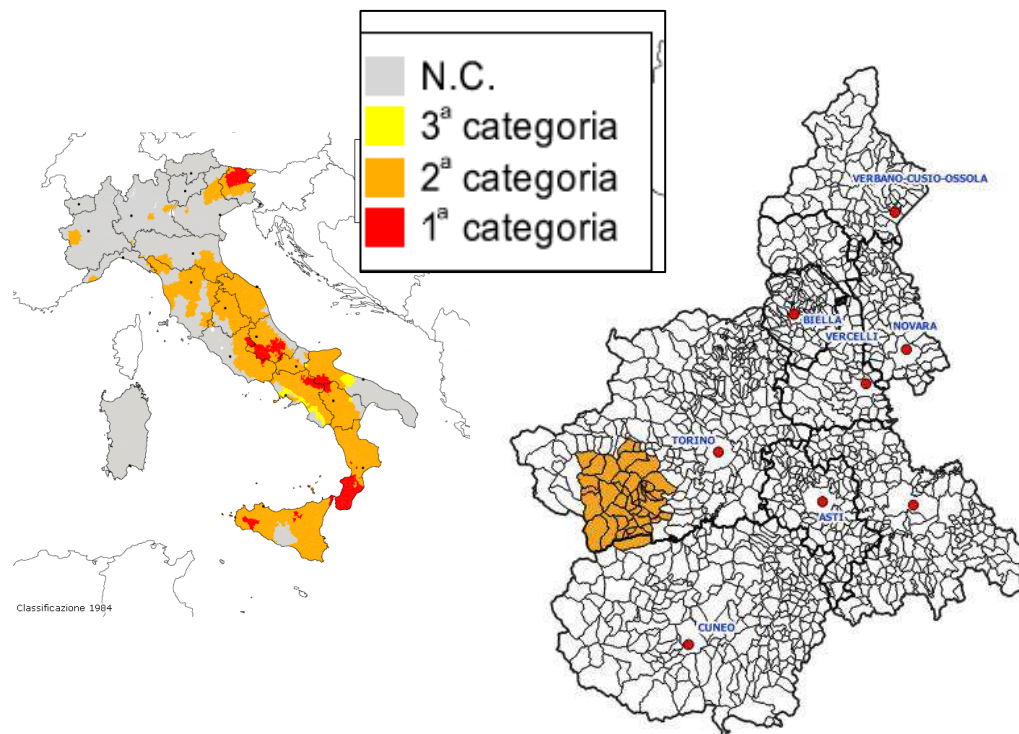 N.C.
3ª categoria
2ª categoria
1ª categoria
Classificazione 1984
VERBANO-CUSIO-OSSOLA
BIELLA
NOVARA
VERCELLI
TORINO
ASTI
CUNEO